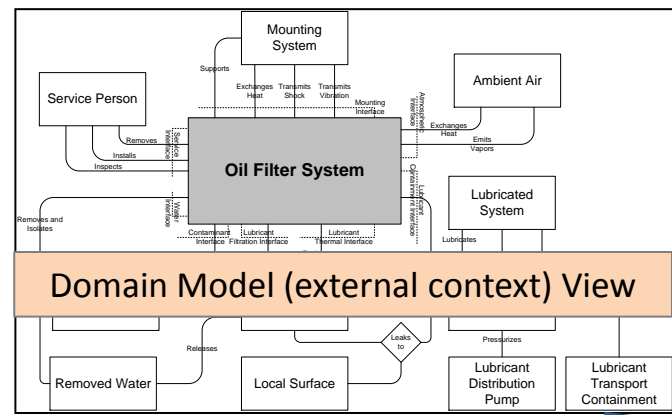 Mounting
System
Supports
Exchanges
Heat
Transmits
Shock
Transmits
Vibration
Mounting
Interface
Atmospheric
Interface
Ambient Air
Exchanges
Heat
Emits
Vapors
Service Person
Removes
Installs
Inspects
Service
Interface
Oil Filter System
Water
Interface
Removes and
Isolates
Contaminant
Interface
Lubricant
Filtration Interface
Lubricant
Thermal Interface
Lubricant
Containment Interface
Lubricated
System
Lubricates
Domain Model (external context) View
Releases
Leaks
to
Pressurizes
Removed Water
Local Surface
Lubricant
Distribution
Pump
Lubricant
Transport
Containment